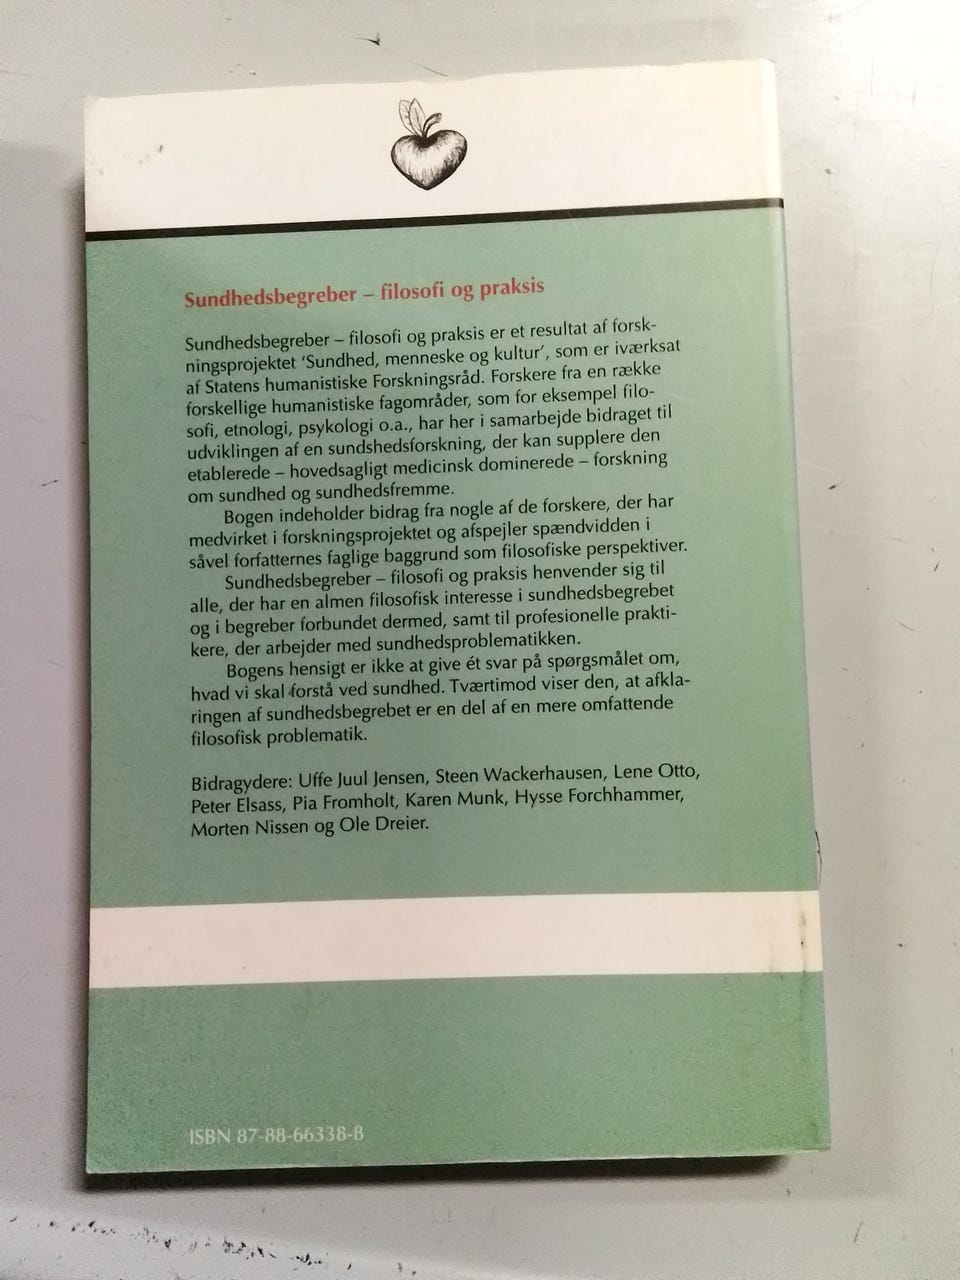 Sundhedsbegreber – filosofi og praksis
Sundhedsbegreber – filosofi og praksis er et resultat af forsk-
ningsprojektet ‘Sundhed, menneske og kultur’, som er iværksat
af Statens humanistiske Forskningsråd. Forskere fra en række
forskellige humanistiske fagområder, som for eksempel filo-
sofi, etnologi, psykologi o.a., har her i samarbejde bidraget til
udviklingen af en sundshedsforskning, der kan supplere den
etablerede – hovedsagligt medicinsk dominerede – forskning
om sundhed og sundhedsfremme.
Bogen indeholder bidrag fra nogle af de forskere, der har
medvirket i forskningsprojektet og afspejler spændvidden i
såvel forfatternes faglige baggrund som filosofiske perspektiver.
Sundhedsbegreber – filosofi og praksis henvender sig til
alle, der har en almen filosofisk interesse i sundhedsbegrebet
og i begreber forbundet dermed, samt til profesionelle prakti-
kere, der arbejder med sundhedsproblematikken.
Bogens hensigt er ikke at give ét svar på spørgsmålet om,
hvad vi skal forstå ved sundhed. Tværtimod viser den, at afkla-
ringen af sundhedsbegrebet er en del af en mere omfattende
filosofisk problematik.
Bidragydere: Uffe Juul Jensen, Steen Wackerhausen, Lene Otto,
Peter Elsass, Pia Fromholt, Karen Munk, Hysse Forchhammer,
Morten Nissen og Ole Dreier.
ISBN 87-88-66338-8